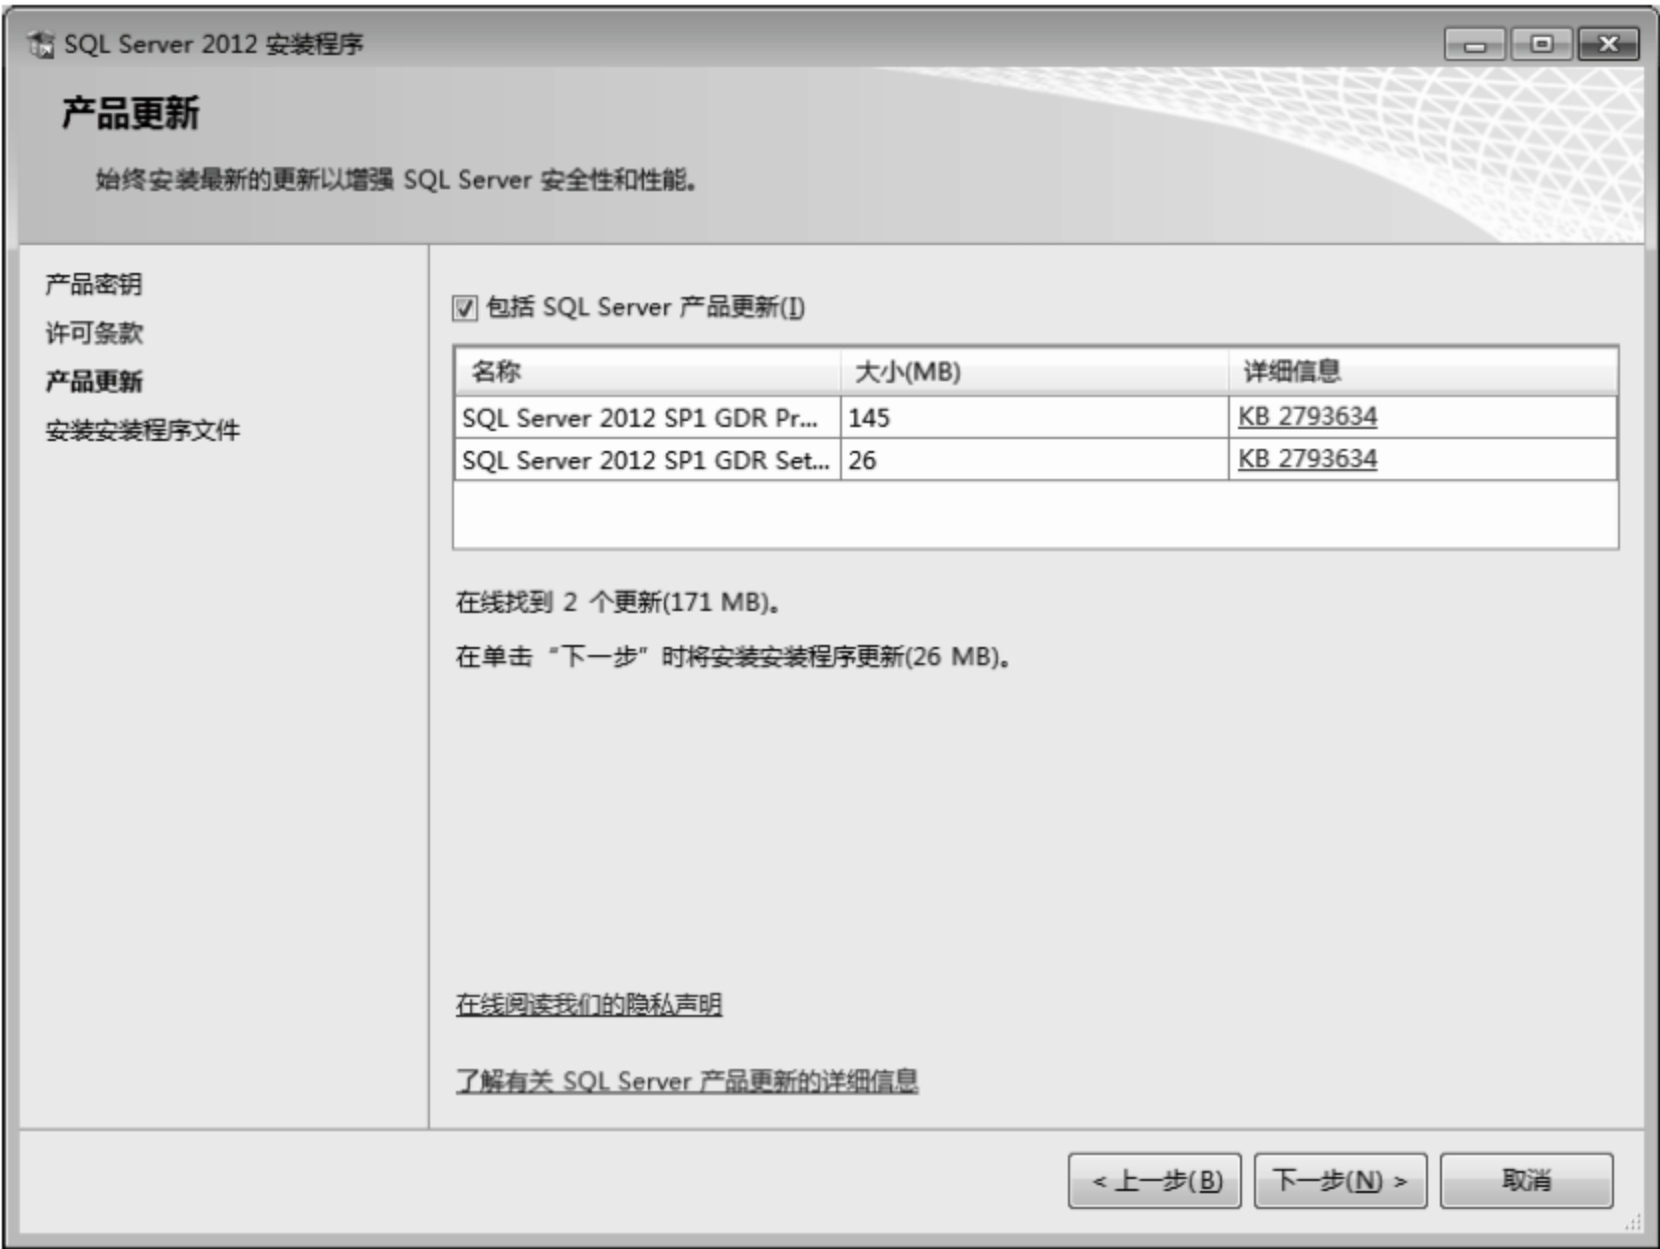 SQL Server 2012 安装程序
产品更新
始终安装最新的更新以增强 SQL Server 安全性和性能。
产品密钥
许可条款
产品更新
安装安装程序文件
包括 SQL Server 产品更新(I)
名称 大小(MB) 详细信息
SQL Server 2012 SP1 GDR Pr... 145 KB 2793634
SQL Server 2012 SP1 GDR Set... 26 KB 2793634
在线找到 2 个更新(171 MB)。
在单击“下一步”时将安装安装程序更新(26 MB)。
在线阅读我们的隐私声明
了解有关 SQL Server 产品更新的详细信息
< 上一步(B) 下一步(N) > 取消